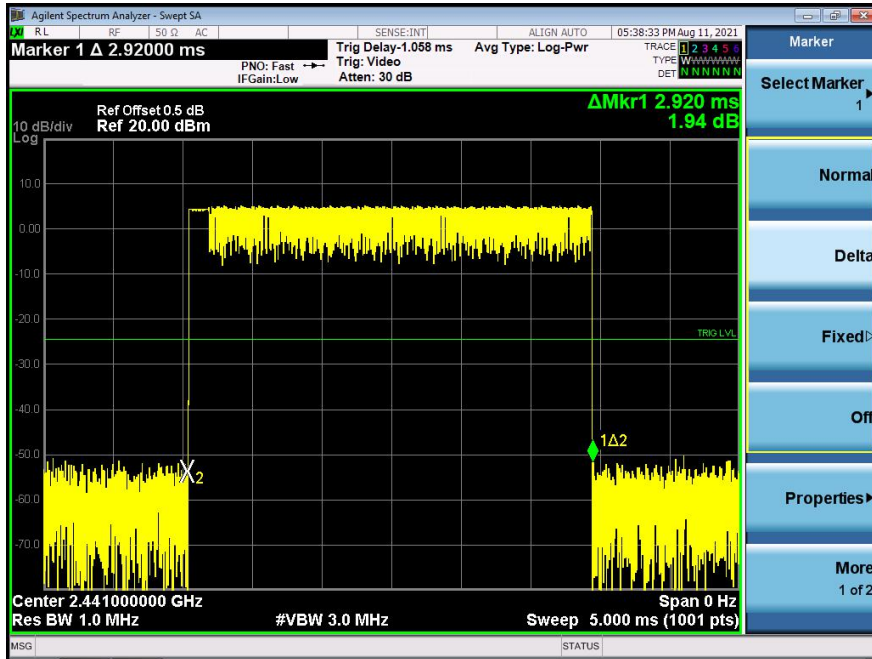 Agilent Spectrum Analyzer - Swept SA
LXI RL RF 50 Ω AC SENSE:INT ALIGN AUTO 05:38:33 PM Aug 11, 2021
Marker 1 Δ 2.92000 ms
PNO: Fast
IFGain:Low
Trig Delay-1.058 ms
Trig: Video
Atten: 30 dB
Avg Type: Log-Pwr
TRACE 1 2 3 4 5 6
TYPE WWWWWW
DET N N N N N N
Ref Offset 0.5 dB
10 dB/div Ref 20.00 dBm
Log
ΔMkr1 2.920 ms
1.94 dB
10.0
0.00
-10.0
-20.0
TRIG LVL
-30.0
-40.0
-50.0
1Δ2
2
-60.0
-70.0
Center 2.441000000 GHz Span 0 Hz
Res BW 1.0 MHz #VBW 3.0 MHz Sweep 5.000 ms (1001 pts)
MSG STATUS
Marker
Select Marker
1
Normal
Delta
Fixed
Off
Properties
More
1 of 2